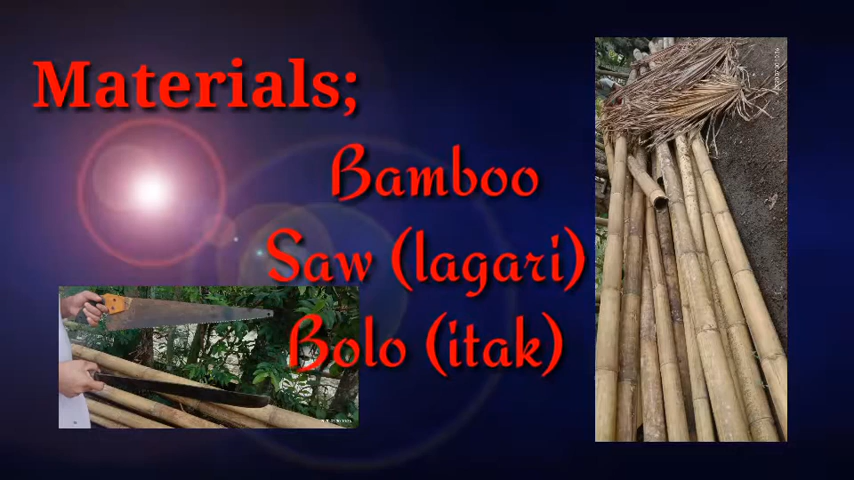 Materials;
Bamboo
Saw (lagari)
Bolo (itak)